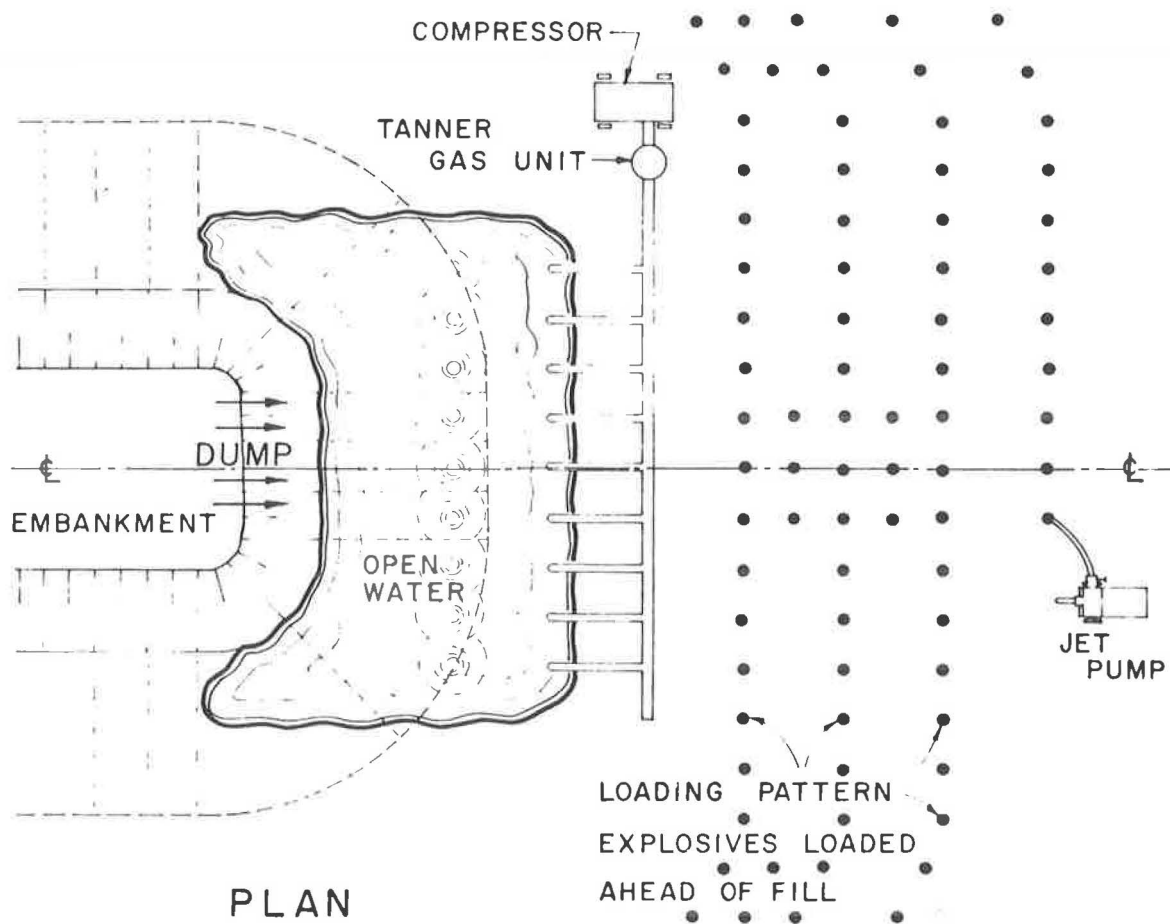 COMPRESSOR
TANNER
GAS UNIT
DUMP
℄
℄
EMBANKMENT
OPEN
WATER
JET
PUMP
LOADING PATTERN
EXPLOSIVES LOADED
AHEAD OF FILL
PLAN